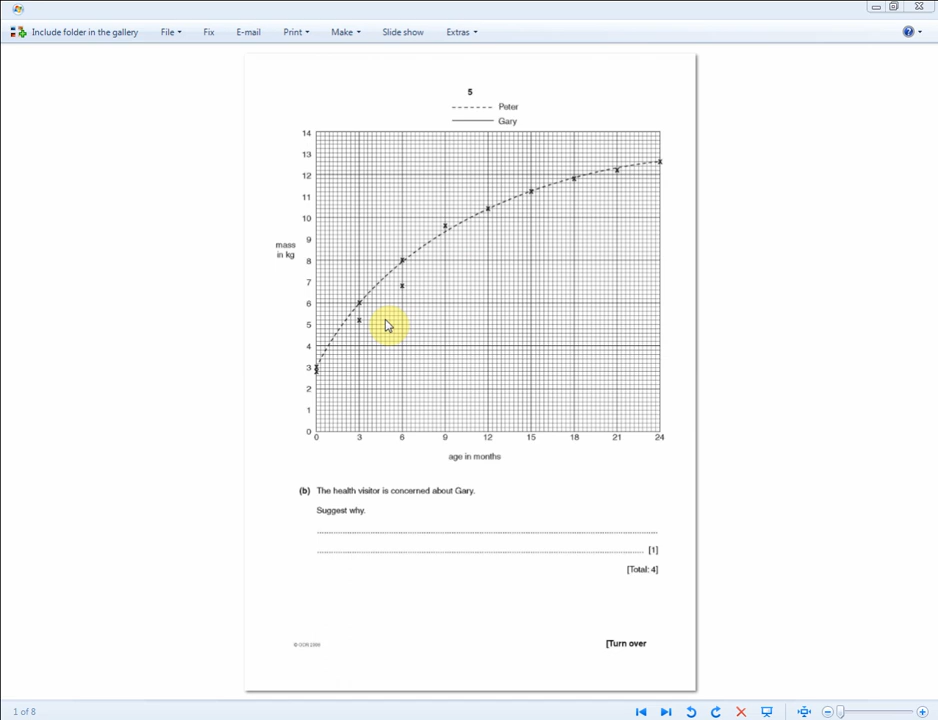 Include folder in the gallery File Fix E-mail Print Make Slide show Extras
5
Peter
Gary
14
13
12
11
10
9
8
7
6
5
4
3
2
1
0
mass
in kg
0 3 6 9 12 15 18 21 24
age in months
(b) The health visitor is concerned about Gary.
Suggest why.
[1]
[Total: 4]
© OCR 2009
[Turn over
1 of 8